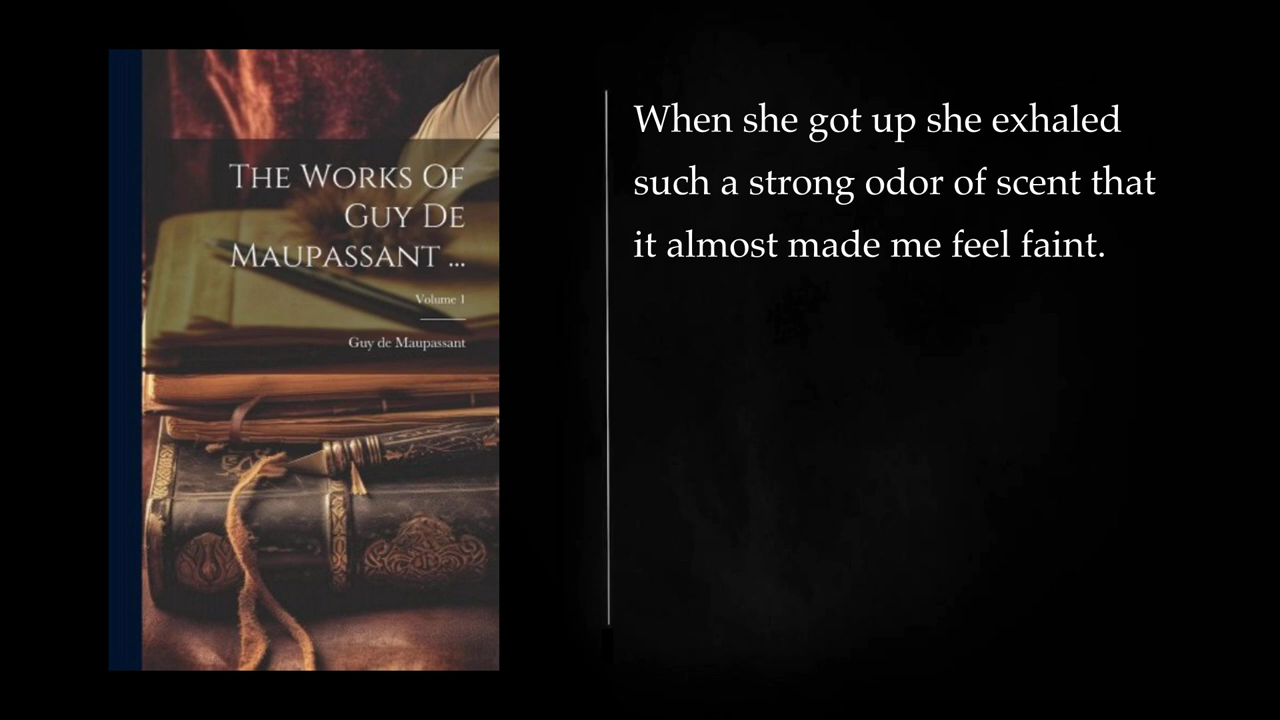 The Works Of
Guy De
Maupassant ...
Volume 1
Guy de Maupassant
When she got up she exhaled
such a strong odor of scent that
it almost made me feel faint.